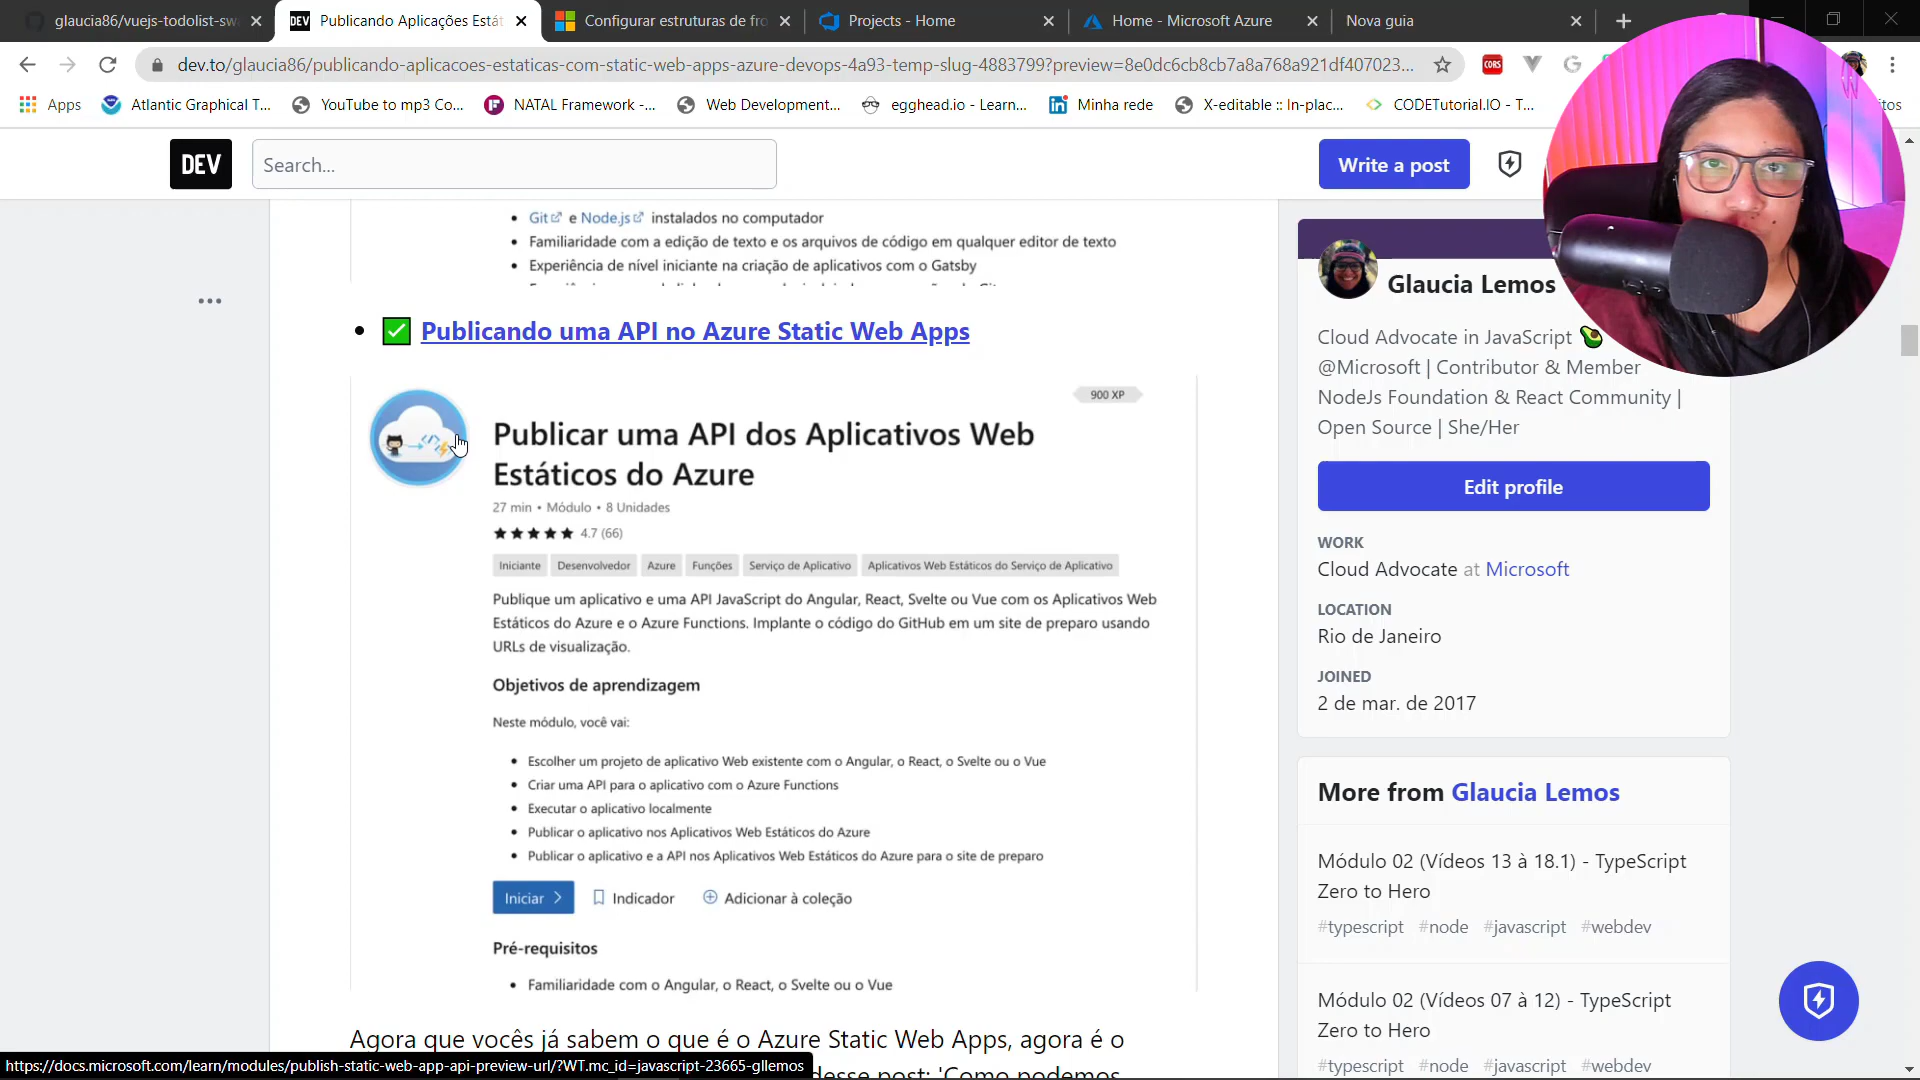 glaucia86/vuejs-todolist-sw
Publicando Aplicações Está
Configurar estruturas de fro
Projects - Home
Home - Microsoft Azure
Nova guia
dev.to/glaucia86/publicando-aplicacoes-estaticas-com-static-web-apps-azure-devops-4a93-temp-slug-4883799?preview=8e0dc6cb8cb7a8a768a921df407023...
CORS
Apps
Atlantic Graphical T...
YouTube to mp3 Co...
NATAL Framework -...
Web Development...
egghead.io - Learn...
Minha rede
X-editable :: In-plac...
CODETutorial.IO - T...
itos
DEV
Search...
Write a post
Git e Node.js instalados no computador
Familiaridade com a edição de texto e os arquivos de código em qualquer editor de texto
Experiência de nível iniciante na criação de aplicativos com o Gatsby
Publicando uma API no Azure Static Web Apps
900 XP
Publicar uma API dos Aplicativos Web
Estáticos do Azure
27 min • Módulo • 8 Unidades
4.7 (66)
Iniciante Desenvolvedor Azure Funções Serviço de Aplicativo Aplicativos Web Estáticos do Serviço de Aplicativo
Publique um aplicativo e uma API JavaScript do Angular, React, Svelte ou Vue com os Aplicativos Web
Estáticos do Azure e o Azure Functions. Implante o código do GitHub em um site de preparo usando
URLs de visualização.
Objetivos de aprendizagem
Neste módulo, você vai:
Escolher um projeto de aplicativo Web existente com o Angular, o React, o Svelte ou o Vue
Criar uma API para o aplicativo com o Azure Functions
Executar o aplicativo localmente
Publicar o aplicativo nos Aplicativos Web Estáticos do Azure
Publicar o aplicativo e a API nos Aplicativos Web Estáticos do Azure para o site de preparo
Iniciar
Indicador
Adicionar à coleção
Pré-requisitos
Familiaridade com o Angular, o React, o Svelte ou o Vue
Agora que vocês já sabem o que é o Azure Static Web Apps, agora é o
desse post: 'Como podemos
https://docs.microsoft.com/learn/modules/publish-static-web-app-api-preview-url/?WT.mc_id=javascript-23665-gllemos
Glaucia Lemos
Cloud Advocate in JavaScript
@Microsoft | Contributor & Member
NodeJs Foundation & React Community |
Open Source | She/Her
Edit profile
WORK
Cloud Advocate at Microsoft
LOCATION
Rio de Janeiro
JOINED
2 de mar. de 2017
More from Glaucia Lemos
Módulo 02 (Vídeos 13 à 18.1) - TypeScript
Zero to Hero
#typescript #node #javascript #webdev
Módulo 02 (Vídeos 07 à 12) - TypeScript
Zero to Hero
#typescript #node #javascript #webdev